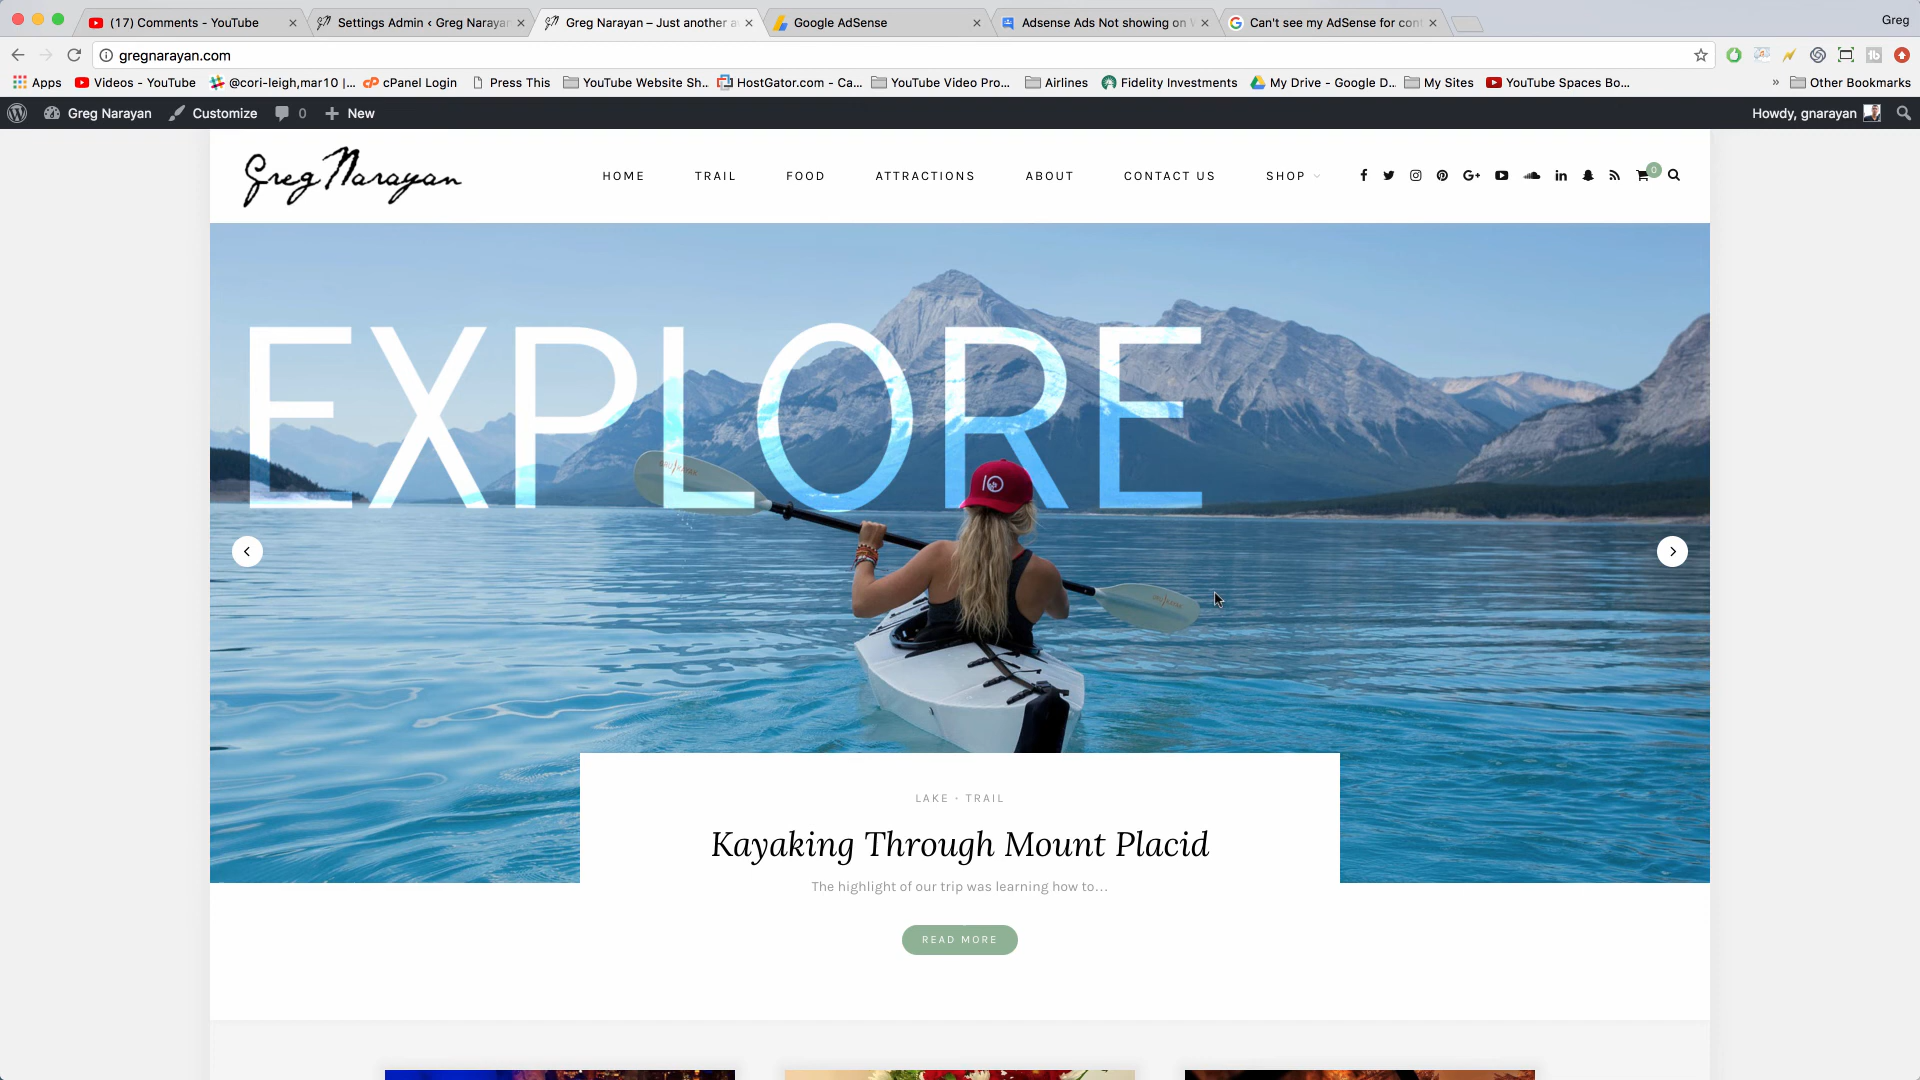 (17) Comments - YouTube
Settings Admin ‹ Greg Narayan
Greg Narayan – Just another
Google AdSense
Adsense Ads Not showing on
Can't see my AdSense for con
Greg
gregnarayan.com
Apps
Videos - YouTube
@cori-leigh,mar10 |...
cPanel Login
Press This
YouTube Website Sh...
HostGator.com - Ca...
YouTube Video Pro...
Airlines
Fidelity Investments
My Drive - Google D...
My Sites
YouTube Spaces Bo...
»
Other Bookmarks
Greg Narayan
Customize
0
New
Howdy, gnarayan
Greg Narayan
HOME
TRAIL
FOOD
ATTRACTIONS
ABOUT
CONTACT US
SHOP
0
EXPLORE
LAKE - TRAIL
Kayaking Through Mount Placid
The highlight of our trip was learning how to...
READ MORE